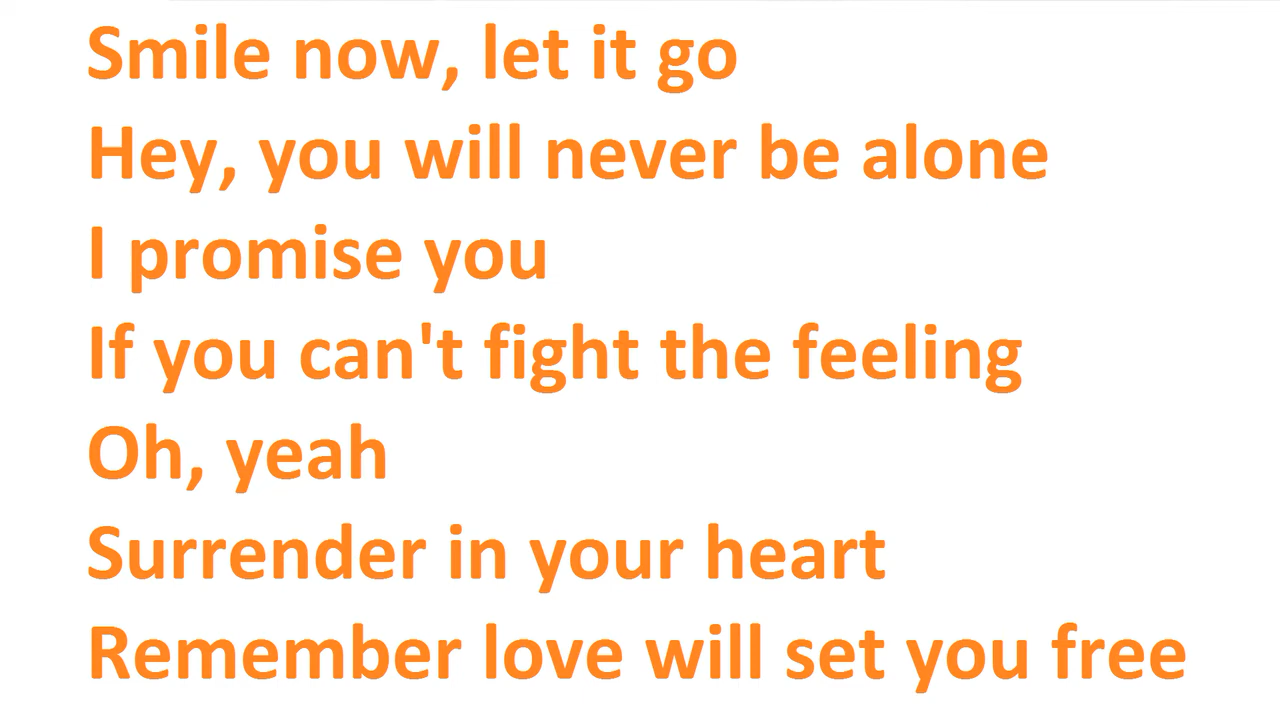 Smile now, let it go
Hey, you will never be alone
I promise you
If you can't fight the feeling
Oh, yeah
Surrender in your heart
Remember love will set you free